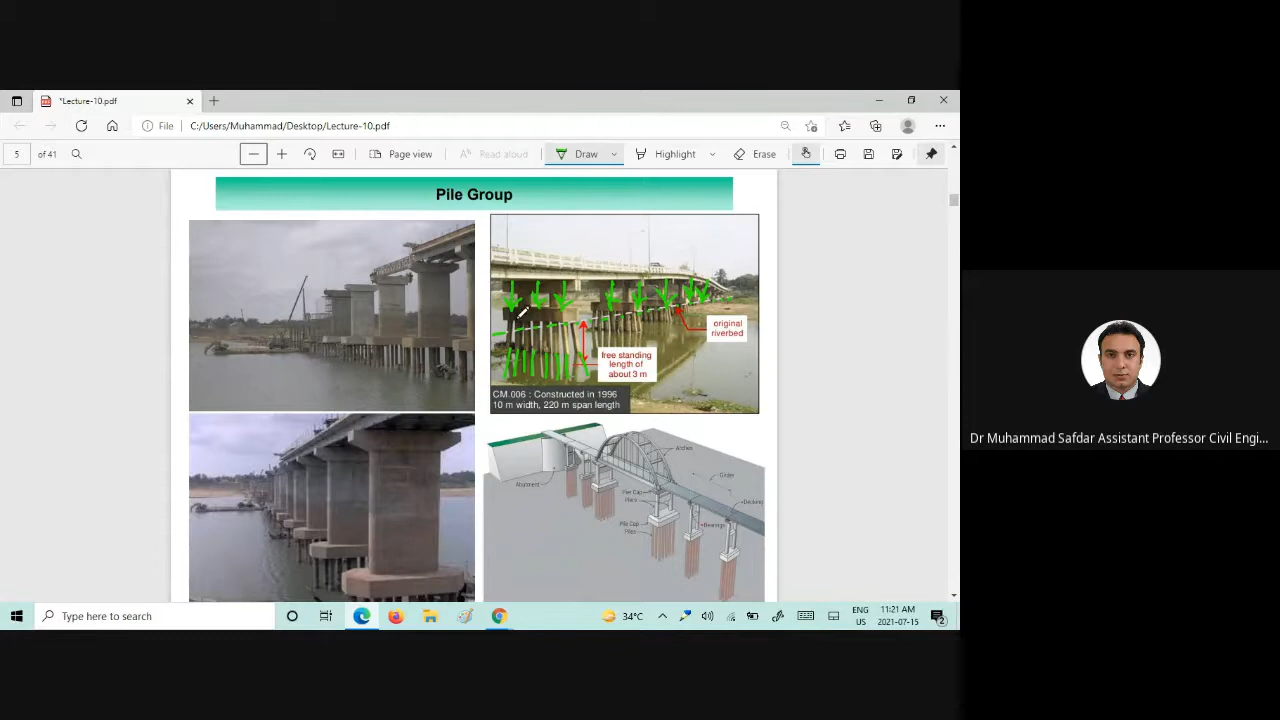 *Lecture-10.pdf
File C:/Users/Muhammad/Desktop/Lecture-10.pdf
5 of 41 Page view Read aloud Draw Highlight Erase
Pile Group
original
riverbed
free standing
length of
about 3 m
CM.006 : Constructed in 1996
10 m width, 220 m span length
Arches
Girder
Abutment
Pier Cap
Piers
Decking
Pile Cap
Piles
Bearings
Dr Muhammad Safdar Assistant Professor Civil Engi...
Type here to search
34°C
ENG
US
11:21 AM
2021-07-15
2